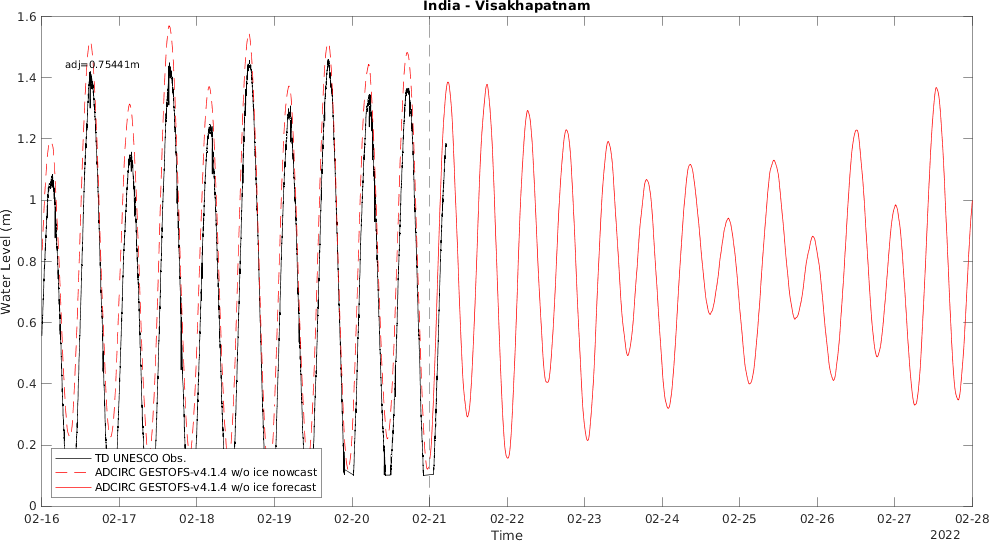 India - Visakhapatnam
1.6
1.4
1.2
1
0.8
0.6
0.4
0.2
0
Water Level (m)
adj=0.75441m
TD UNESCO Obs.
ADCIRC GESTOFS-v4.1.4 w/o ice nowcast
ADCIRC GESTOFS-v4.1.4 w/o ice forecast
02-16 02-17 02-18 02-19 02-20 02-21 02-22 02-23 02-24 02-25 02-26 02-27 02-28
Time
2022